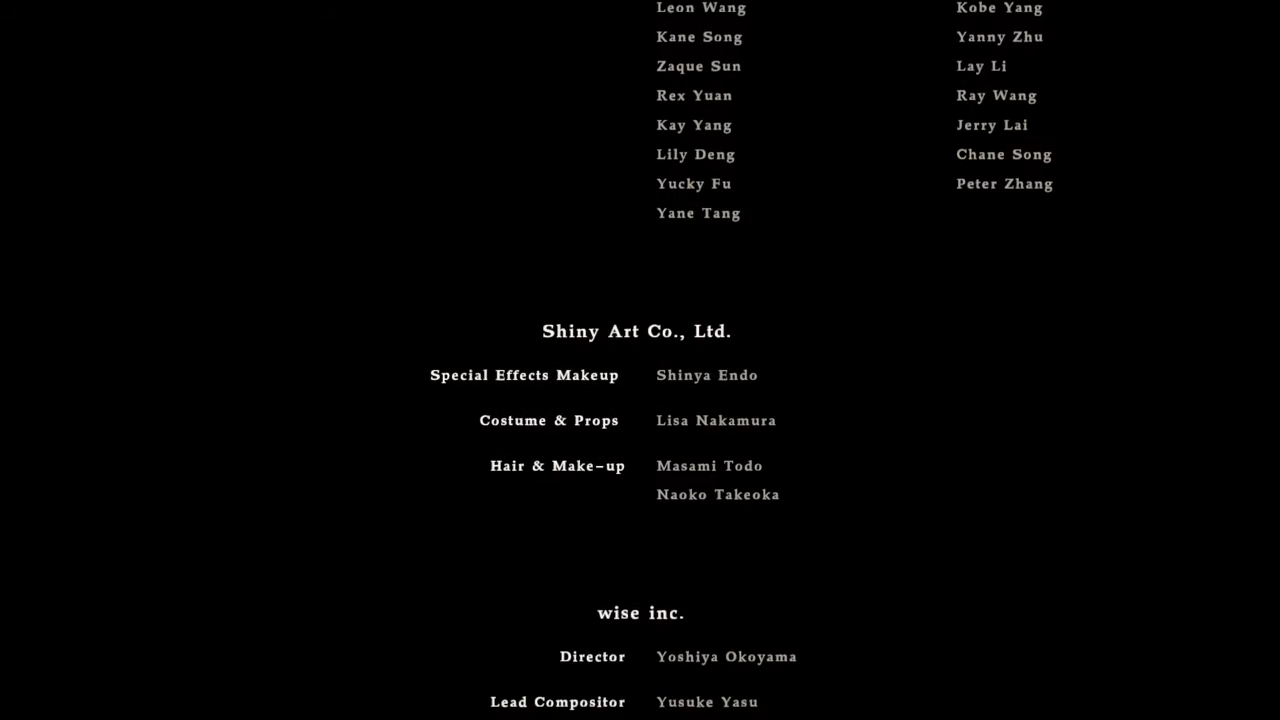 Leon Wang Kobe Yang
Kane Song Yanny Zhu
Zaque Sun Lay Li
Rex Yuan Ray Wang
Kay Yang Jerry Lai
Lily Deng Chane Song
Yucky Fu Peter Zhang
Yane Tang
Shiny Art Co., Ltd.
Special Effects Makeup Shinya Endo
Costume & Props Lisa Nakamura
Hair & Make-up Masami Todo
Naoko Takeoka
wise inc.
Director Yoshiya Okoyama
Lead Compositor Yusuke Yasu